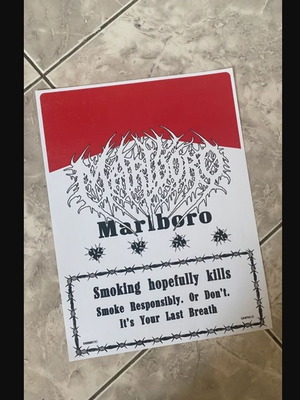 MARLBORO
Marlboro
Smoking hopefully kills
Smoke Responsibly. Or Don't.
It's Your Last Breath